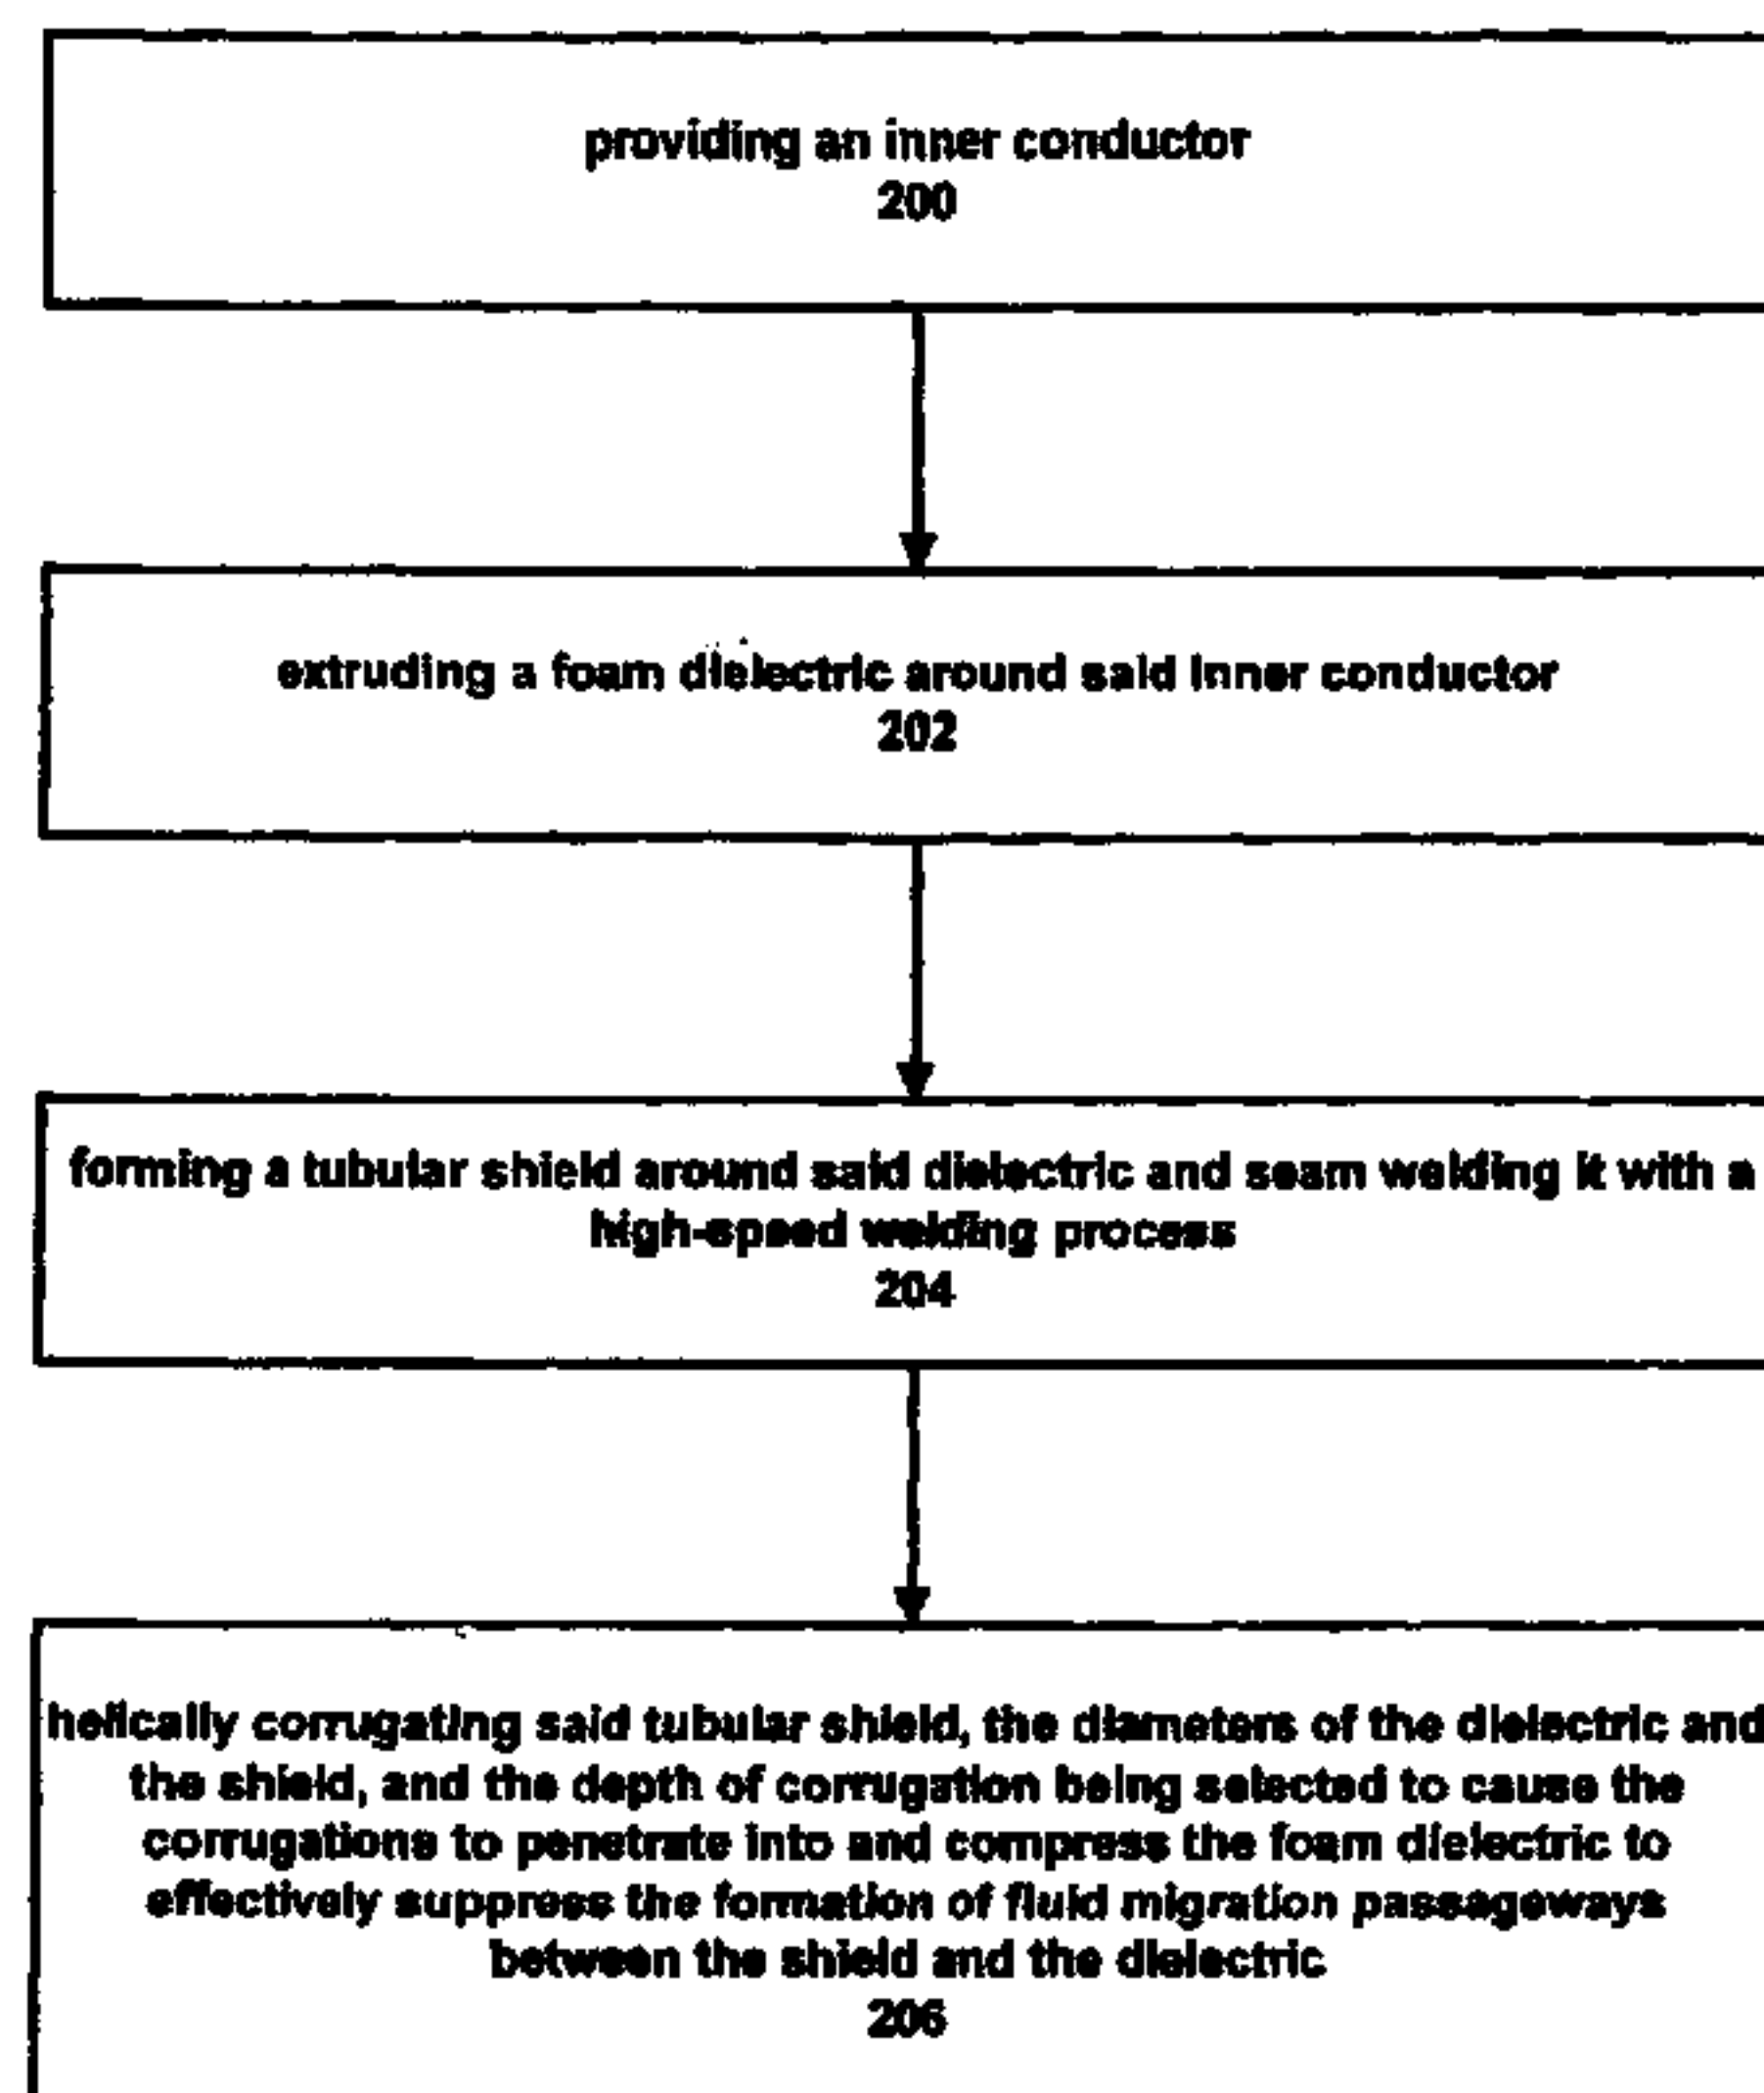 providing an inner conductor
200
extruding a foam dielectric around said inner conductor
202
forming a tubular shield around said dielectric and seam welding it with a
high-speed welding process
204
helically corrugating said tubular shield, the diameters of the dielectric and
the shield, and the depth of corrugation being selected to cause the
corrugations to penetrate into and compress the foam dielectric to
effectively suppress the formation of fluid migration passageways
between the shield and the dielectric
206